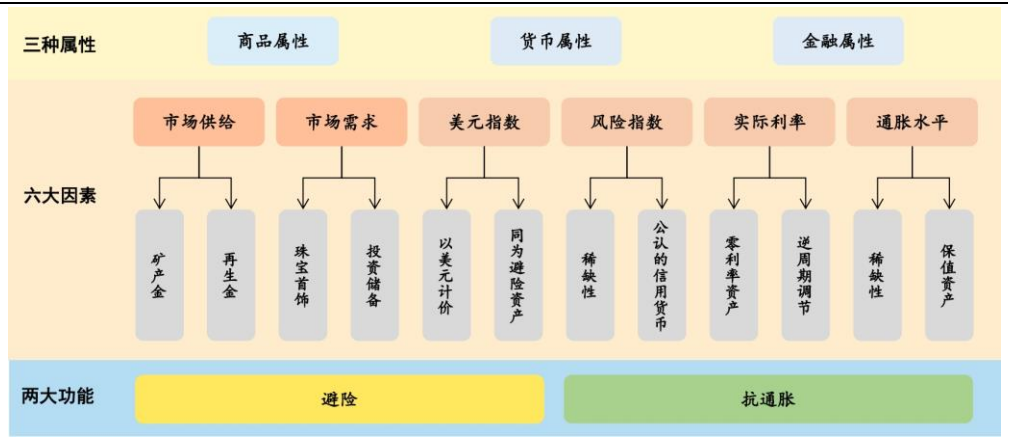 三种属性
商品属性
货币属性
金融属性
六大因素
市场供给
市场需求
美元指数
风险指数
实际利率
通胀水平
矿产金
再生金
珠宝首饰
投资储备
以美元计价
同为避险资产
稀缺性
公认的信用货币
零利率资产
逆周期调节
稀缺性
保值资产
两大功能
避险
抗通胀